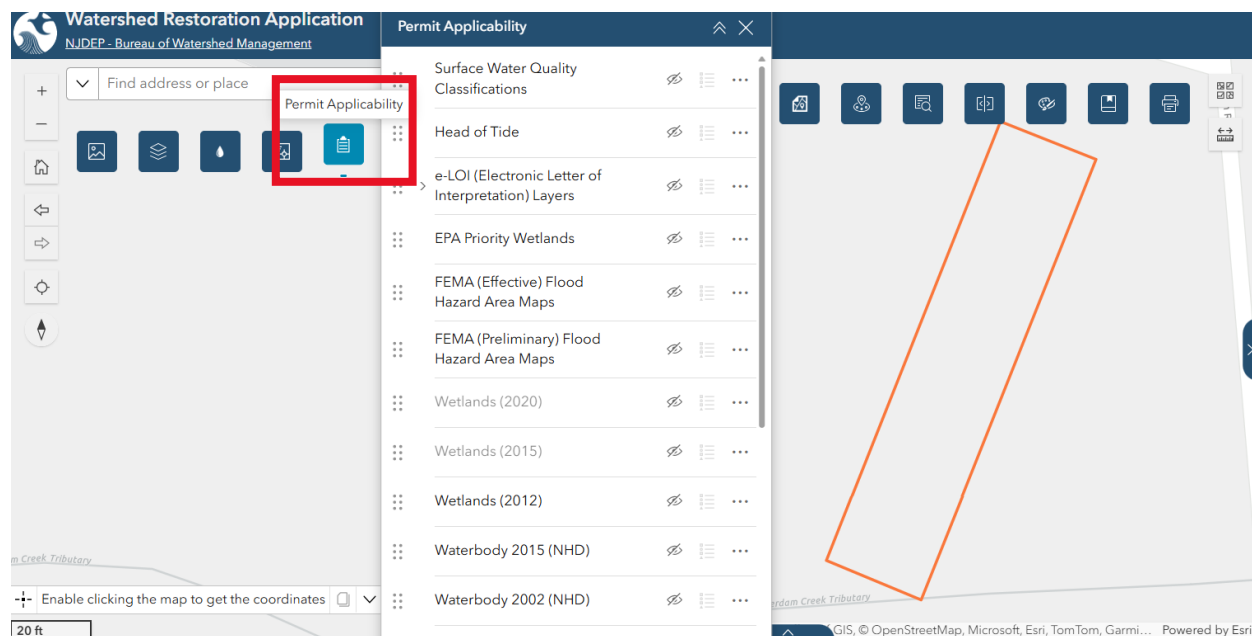 Watershed Restoration Application
NJDEP - Bureau of Watershed Management
Find address or place
Permit Applicability
Permit Applicability
Surface Water Quality
Classifications
Head of Tide
e-LOI (Electronic Letter of
Interpretation) Layers
EPA Priority Wetlands
FEMA (Effective) Flood
Hazard Area Maps
FEMA (Preliminary) Flood
Hazard Area Maps
Wetlands (2020)
Wetlands (2015)
Wetlands (2012)
Waterbody 2015 (NHD)
Waterbody 2002 (NHD)
m Creek Tributary
Enable clicking the map to get the coordinates
20 ft
erdam Creek Tributary
GIS, © OpenStreetMap, Microsoft, Esri, TomTom, Garmi... Powered by Esri